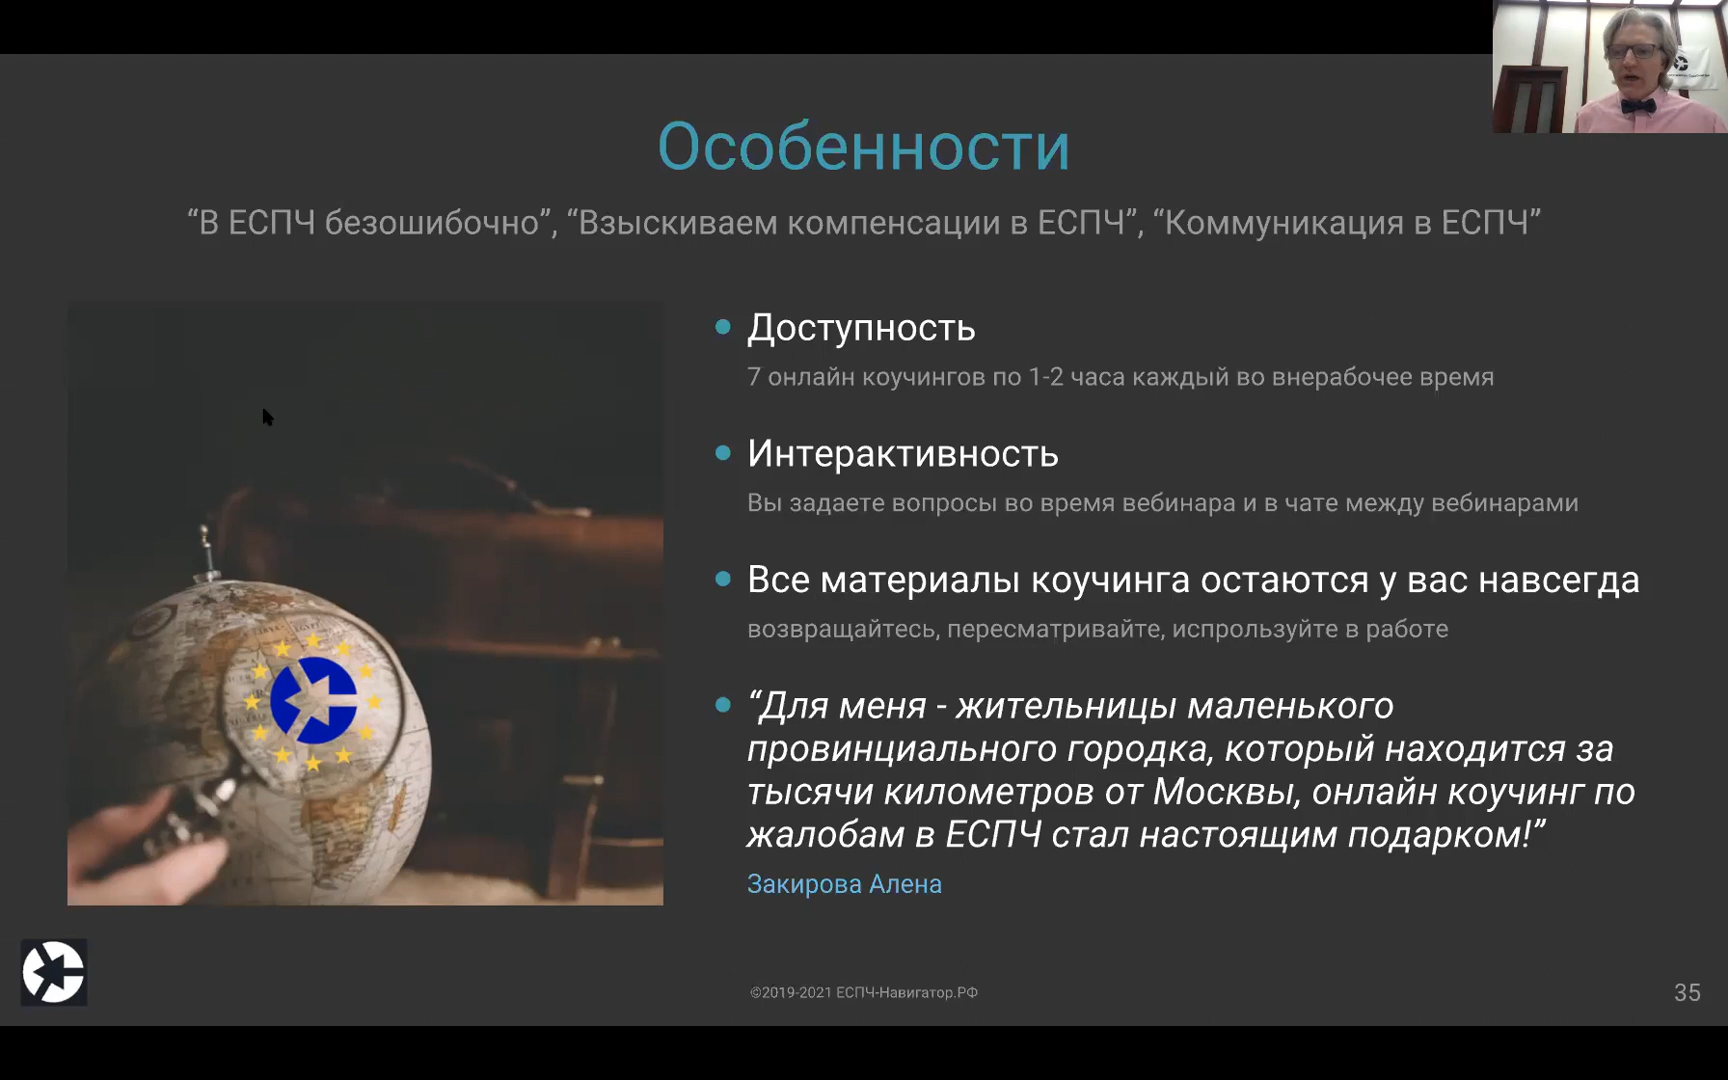 Особенности
“В ЕСПЧ безошибочно”, “Взыскиваем компенсации в ЕСПЧ”, “Коммуникация в ЕСПЧ”
Доступность
7 онлайн коучингов по 1-2 часа каждый во внерабочее время
Интерактивность
Вы задаете вопросы во время вебинара и в чате между вебинарами
Все материалы коучинга остаются у вас навсегда
возвращайтесь, пересматривайте, испрользуйте в работе
“Для меня - жительницы маленького
провинциального городка, который находится за
тысячи километров от Москвы, онлайн коучинг по
жалобам в ЕСПЧ стал настоящим подарком!”
Закирова Алена
©2019-2021 ЕСПЧ-Навигатор.РФ
35